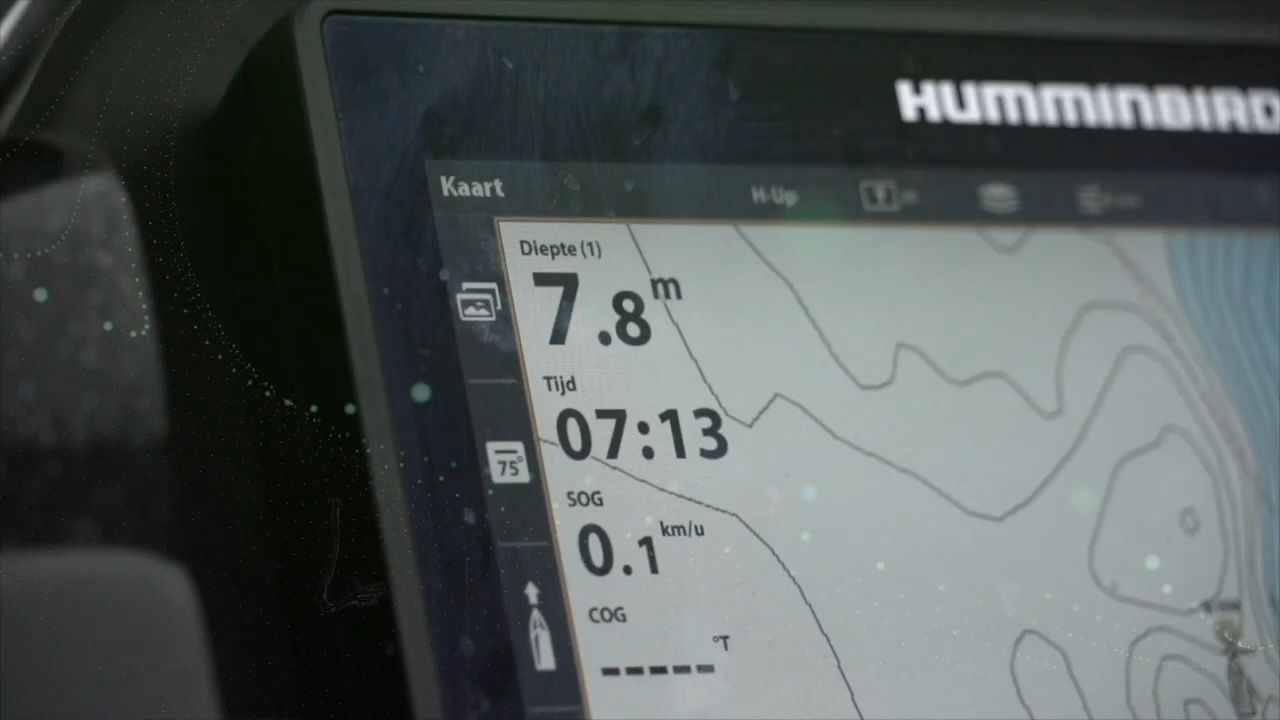 HUMMINBIRD
Kaart
H-Up
Diepte (1)
7.8 m
Tijd
07:13
75°
SOG
0.1 km/u
COG
----- °T